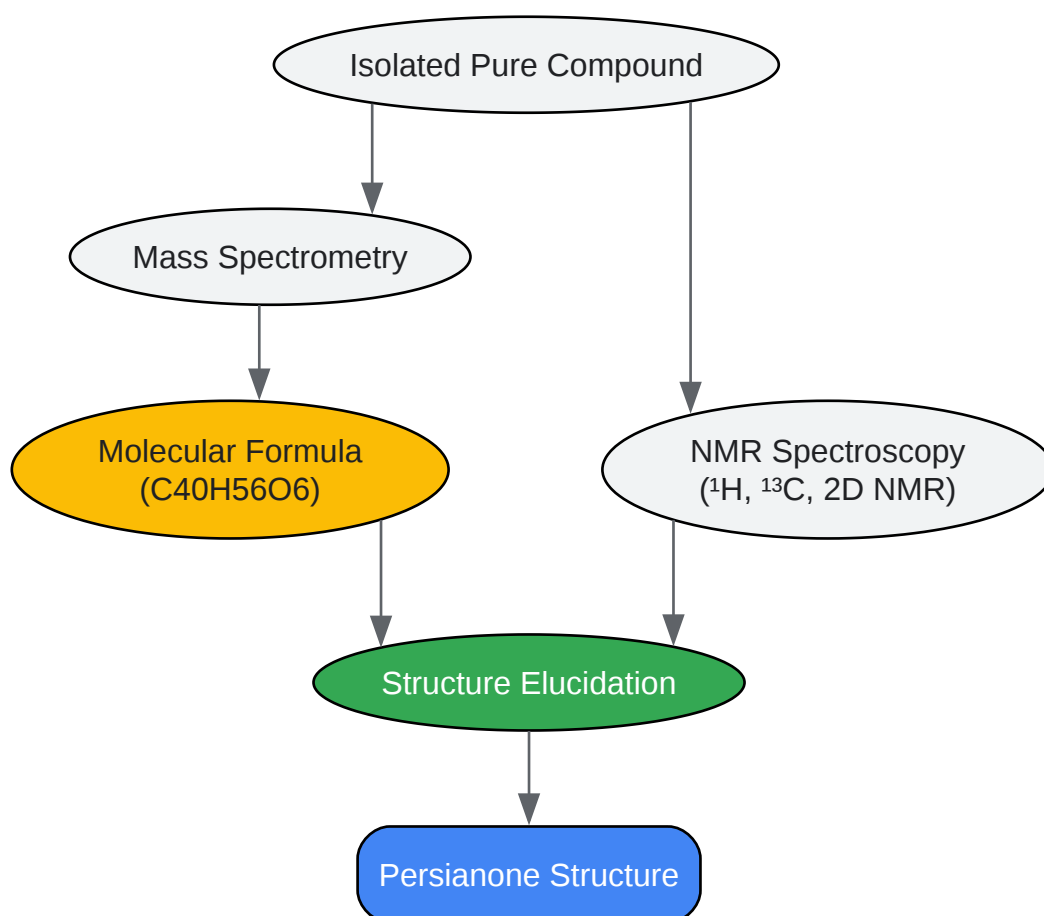 Isolated Pure Compound
Mass Spectrometry
Molecular Formula
(C40H56O6)
NMR Spectroscopy
(¹H, ¹³C, 2D NMR)
Structure Elucidation
Persianone Structure